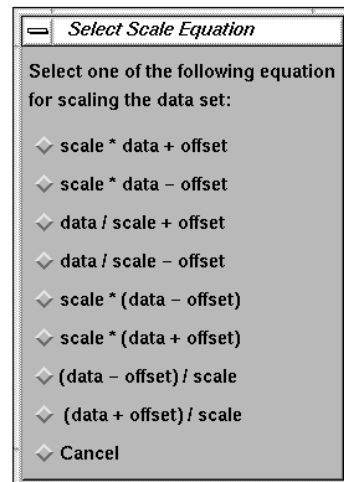 Select Scale Equation
Select one of the following equation
for scaling the data set:
scale * data + offset
scale * data − offset
data / scale + offset
data / scale − offset
scale * (data − offset)
scale * (data + offset)
(data − offset) / scale
(data + offset) / scale
Cancel